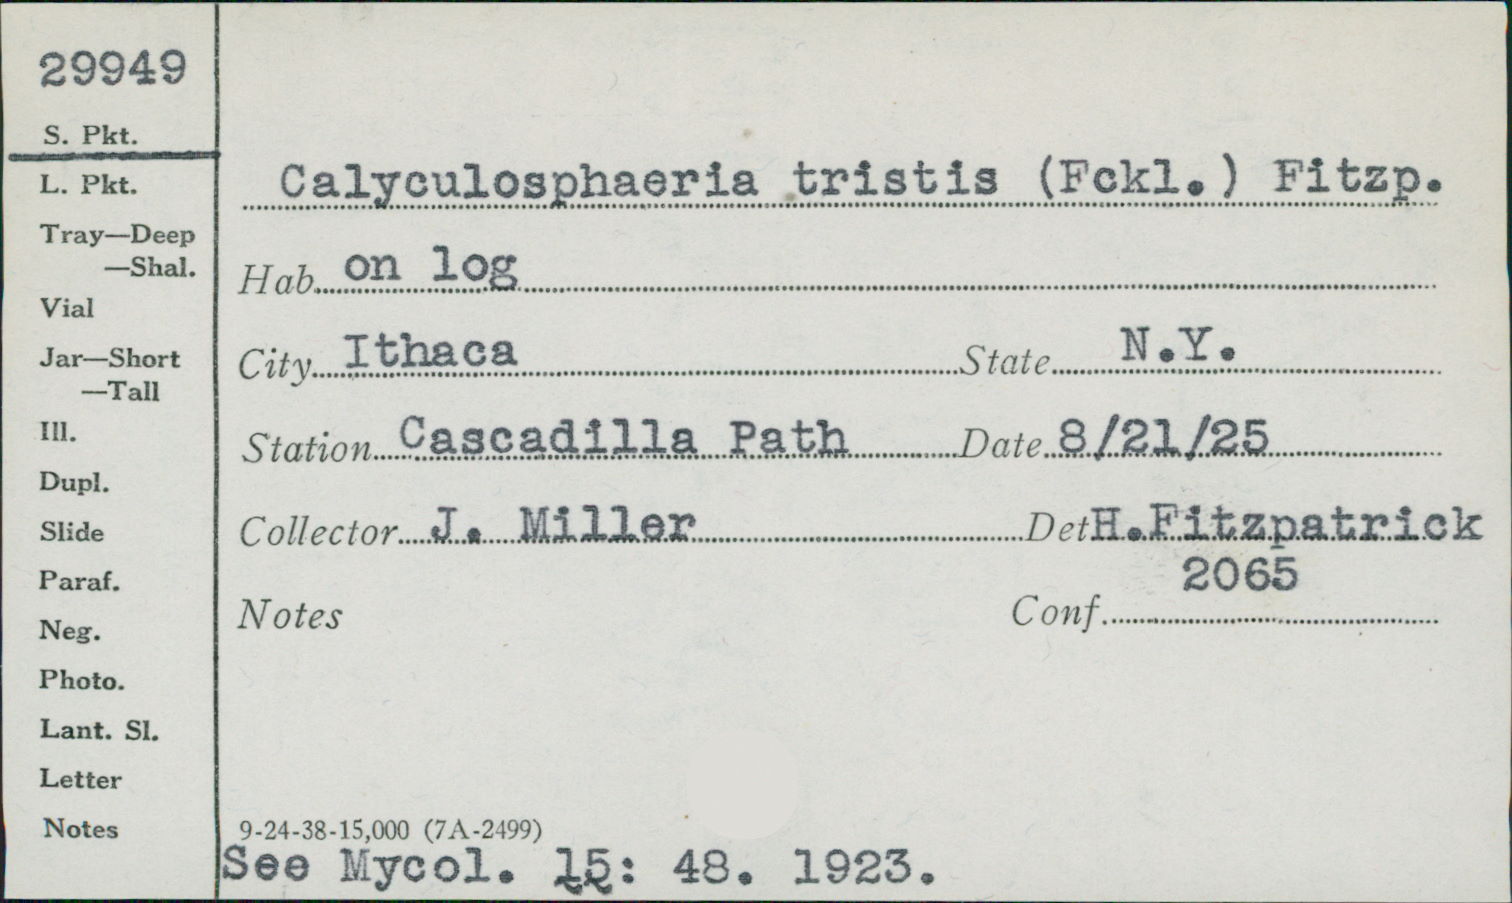 29949
S. Pkt.
L. Pkt.
Tray—Deep
—Shal.
Vial
Jar—Short
—Tall
Ill.
Dupl.
Slide
Paraf.
Neg.
Photo.
Lant. Sl.
Letter
Notes
Calyculosphaeria tristis (Fckl.) Fitzp.
Hab. on log
City Ithaca State N.Y.
Station Cascadilla Path Date 8/21/25
Collector J. Miller Det H.Fitzpatrick
2065
Notes Conf.
9-24-38-15,000 (7A-2499)
See Mycol. 15: 48. 1923.